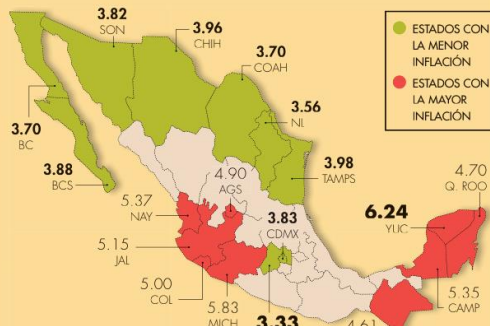 3.82
SON
3.96
CHIH
3.70
COAH
ESTADOS CON
LA MENOR
INFLACIÓN
ESTADOS CON
LA MAYOR
INFLACIÓN
3.56
NL
3.70
BC
3.88
BCS
3.98
TAMPS
4.90
AGS
5.37
NAY
3.83
CDMX
4.70
Q. ROO
6.24
YUC
5.15
JAL
5.00
COL
5.83
MICH
3.33
5.35
CAMP
4.61